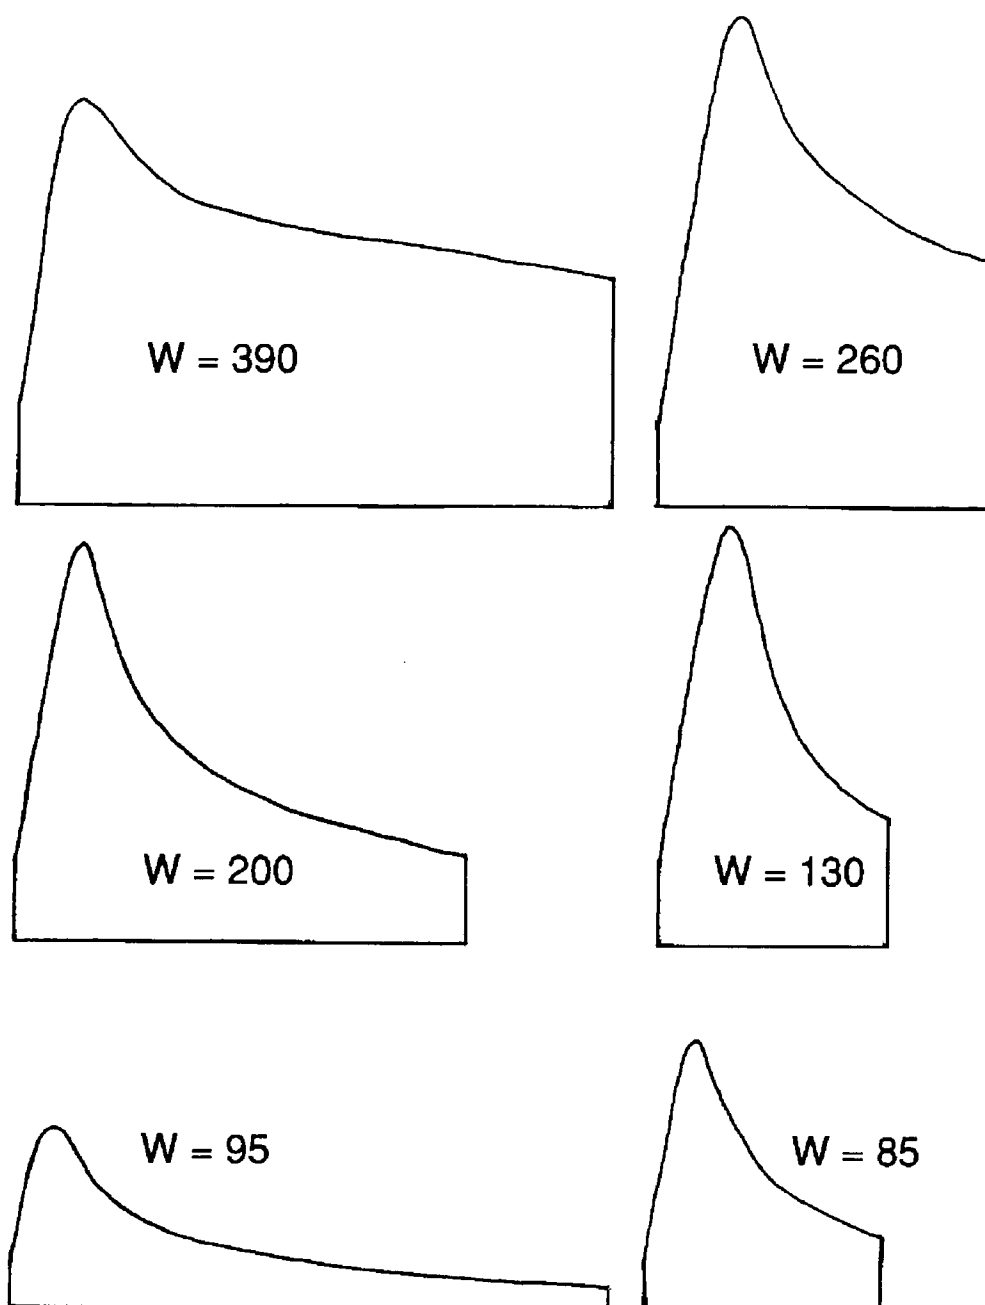 W = 390
W = 260
W = 200
W = 130
W = 95
W = 85